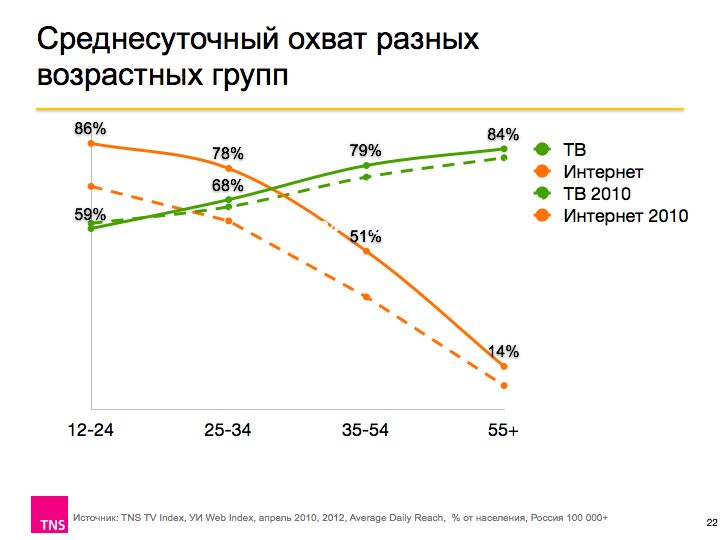 Среднесуточный охват разных
возрастных групп
86%
78%
79%
84%
68%
59%
51%
14%
ТВ
Интернет
ТВ 2010
Интернет 2010
12-24 25-34 35-54 55+
TNS
Источник: TNS TV Index, УИ Web Index, апрель 2010, 2012, Average Daily Reach, % от населения, Россия 100 000+
22